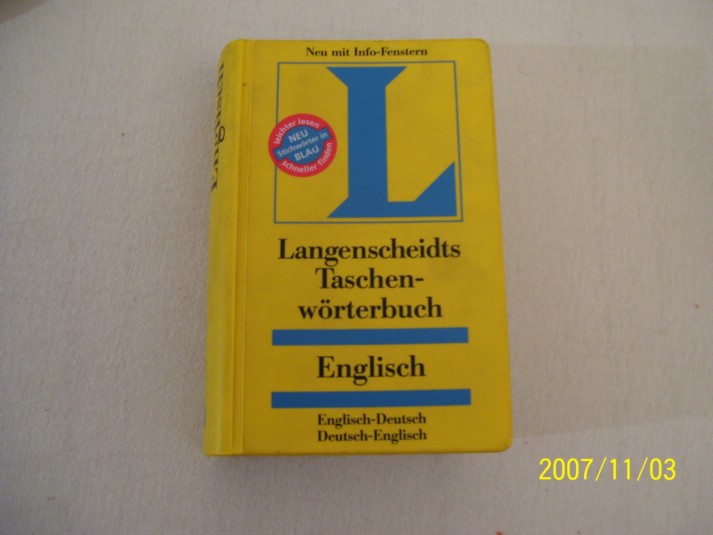 Neu mit Info-Fenstern
L
leichter lesen
NEU
Stichwörter in
BLAU
schneller finden
Langenscheidts
Taschen-
wörterbuch
Englisch
Englisch-Deutsch
Deutsch-Englisch
2007/11/03